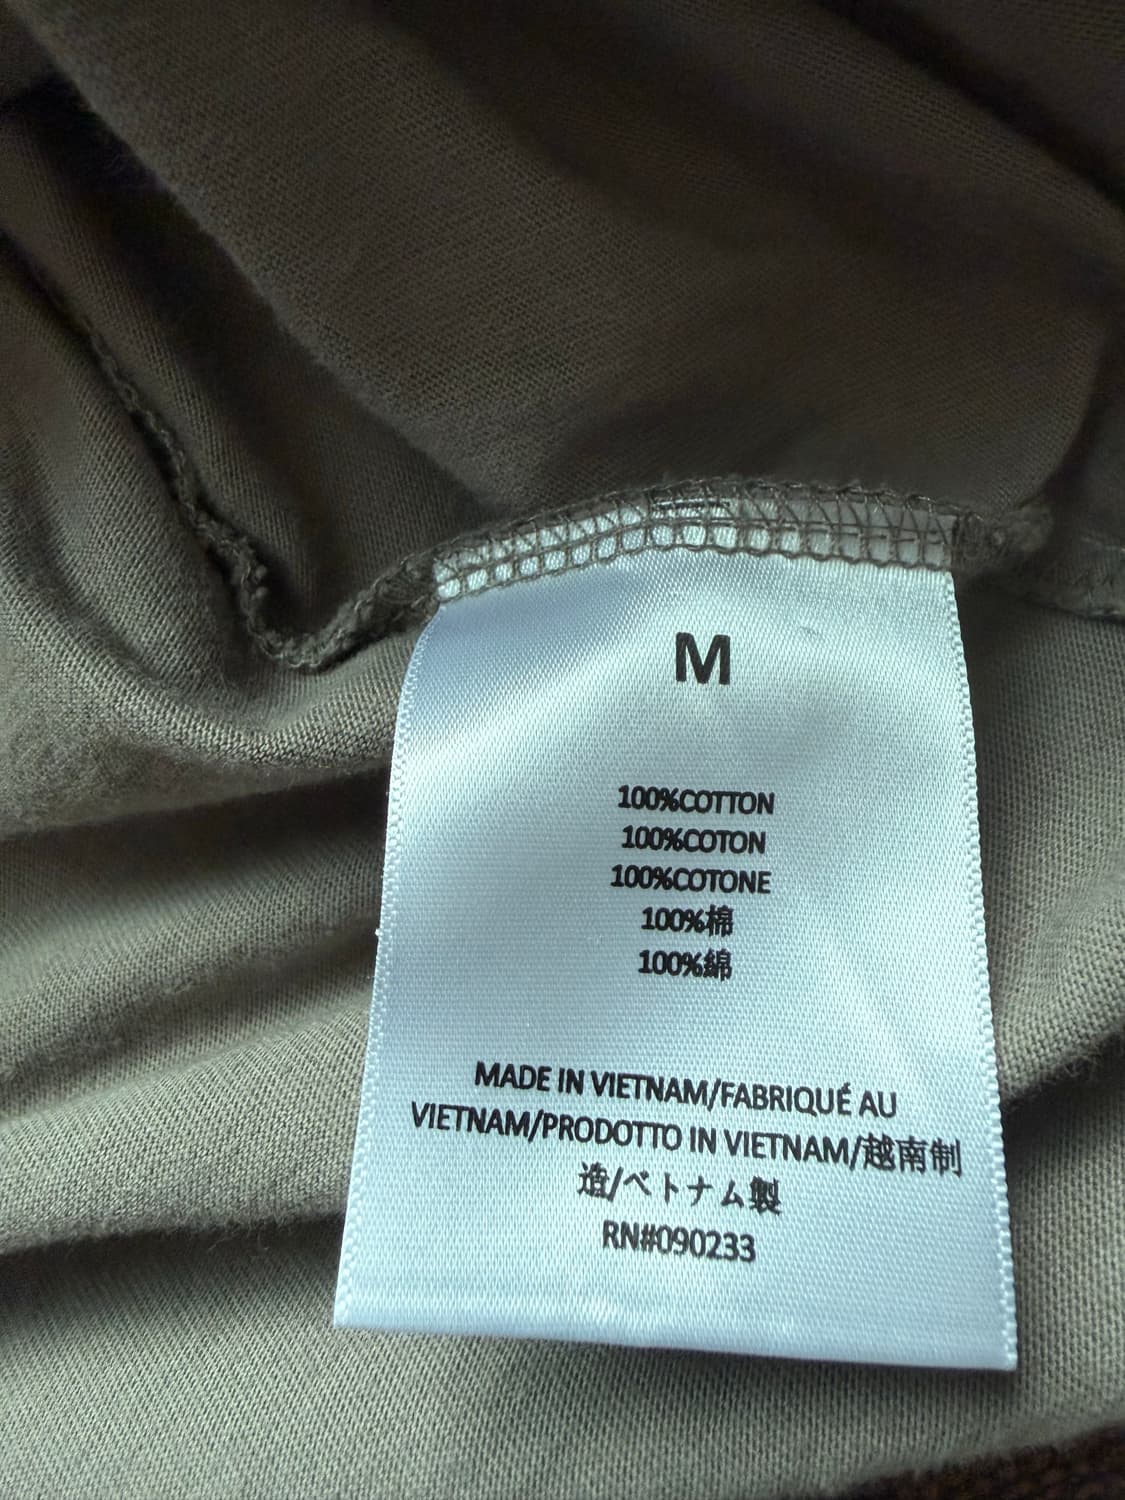 M
100%COTTON
100%COTON
100%COTONE
100%棉
100%綿
MADE IN VIETNAM/FABRIQUÉ AU
VIETNAM/PRODOTTO IN VIETNAM/越南制
造/ベトナム製
RN#090233